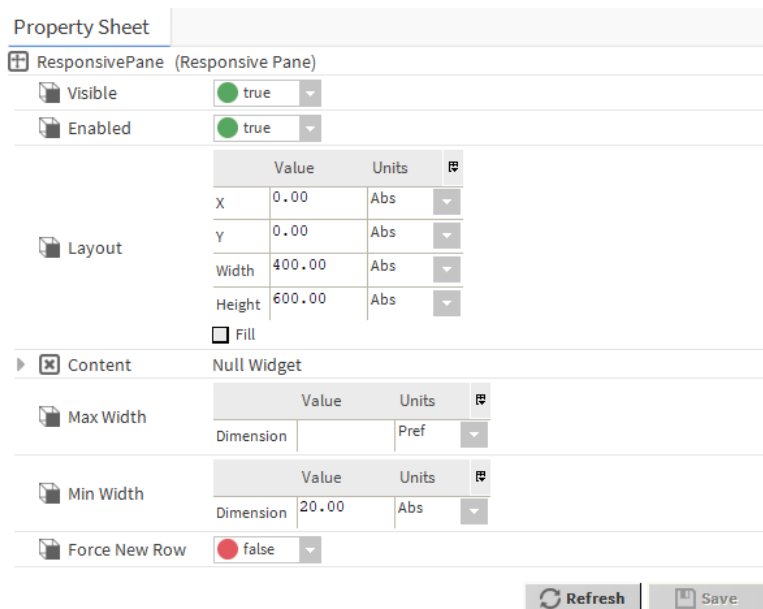 Property Sheet
ResponsivePane (Responsive Pane)
Visible true
Enabled true
Value Units
X 0.00 Abs
Y 0.00 Abs
Layout
Width 400.00 Abs
Height 600.00 Abs
Fill
Content Null Widget
Value Units
Max Width
Dimension Pref
Value Units
Min Width
Dimension 20.00 Abs
Force New Row false
Refresh Save